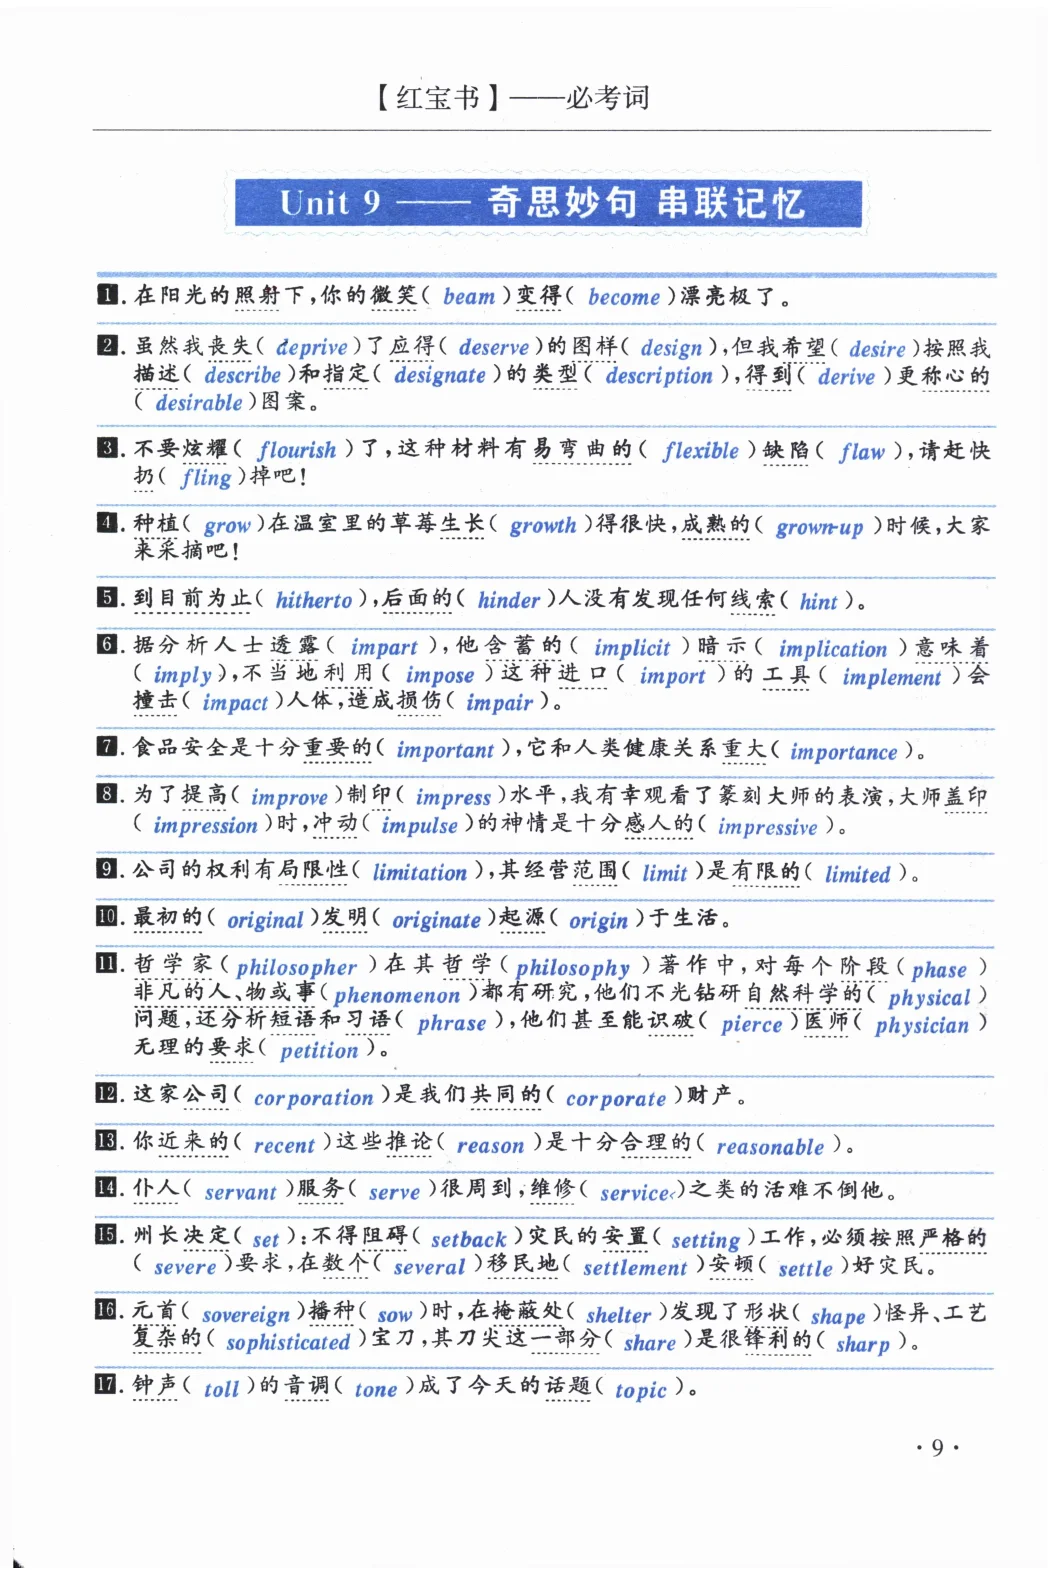 【红宝书】——必考词
Unit 9 —— 奇思妙句 串联记忆
1. 在阳光的照射下,你的微笑( beam )变得( become )漂亮极了。
2. 虽然我丧失( deprive )了应得( deserve )的图样( design ),但我希望( desire )按照我
描述( describe )和指定( designate )的类型( description ),得到( derive )更称心的
( desirable )图案。
3. 不要炫耀( flourish )了,这种材料有易弯曲的( flexible )缺陷( flaw ),请赶快
扔( fling )掉吧!
4. 种植( grow )在温室里的草莓生长( growth )得很快,成熟的( grown-up )时候,大家
来采摘吧!
5. 到目前为止( hitherto ),后面的( hinder )人没有发现任何线索( hint )。
6. 据分析人士透露( impart ),他含蓄的( implicit )暗示( implication )意味着
( imply ),不当地利用( impose )这种进口( import )的工具( implement )会
撞击( impact )人体,造成损伤( impair )。
7. 食品安全是十分重要的( important ),它和人类健康关系重大( importance )。
8. 为了提高( improve )制印( impress )水平,我有幸观看了篆刻大师的表演,大师盖印
( impression )时,冲动( impulse )的神情是十分感人的( impressive )。
9. 公司的权利有局限性( limitation ),其经营范围( limit )是有限的( limited )。
10. 最初的( original )发明( originate )起源( origin )于生活。
11. 哲学家( philosopher )在其哲学( philosophy )著作中,对每个阶段( phase )
非凡的人、物或事( phenomenon )都有研究,他们不光钻研自然科学的( physical )
问题,还分析短语和习语( phrase ),他们甚至能识破( pierce )医师( physician )
无理的要求( petition )。
12. 这家公司( corporation )是我们共同的( corporate )财产。
13. 你近来的( recent )这些推论( reason )是十分合理的( reasonable )。
14. 仆人( servant )服务( serve )很周到,维修( service )之类的活难不倒他。
15. 州长决定( set ):不得阻碍( setback )灾民的安置( setting )工作,必须按照严格的
( severe )要求,在数个( several )移民地( settlement )安顿( settle )好灾民。
16. 元首( sovereign )播种( sow )时,在掩蔽处( shelter )发现了形状( shape )怪异、工艺
复杂的( sophisticated )宝刀,其刀尖这一部分( share )是很锋利的( sharp )。
17. 钟声( toll )的音调( tone )成了今天的话题( topic )。
· 9 ·